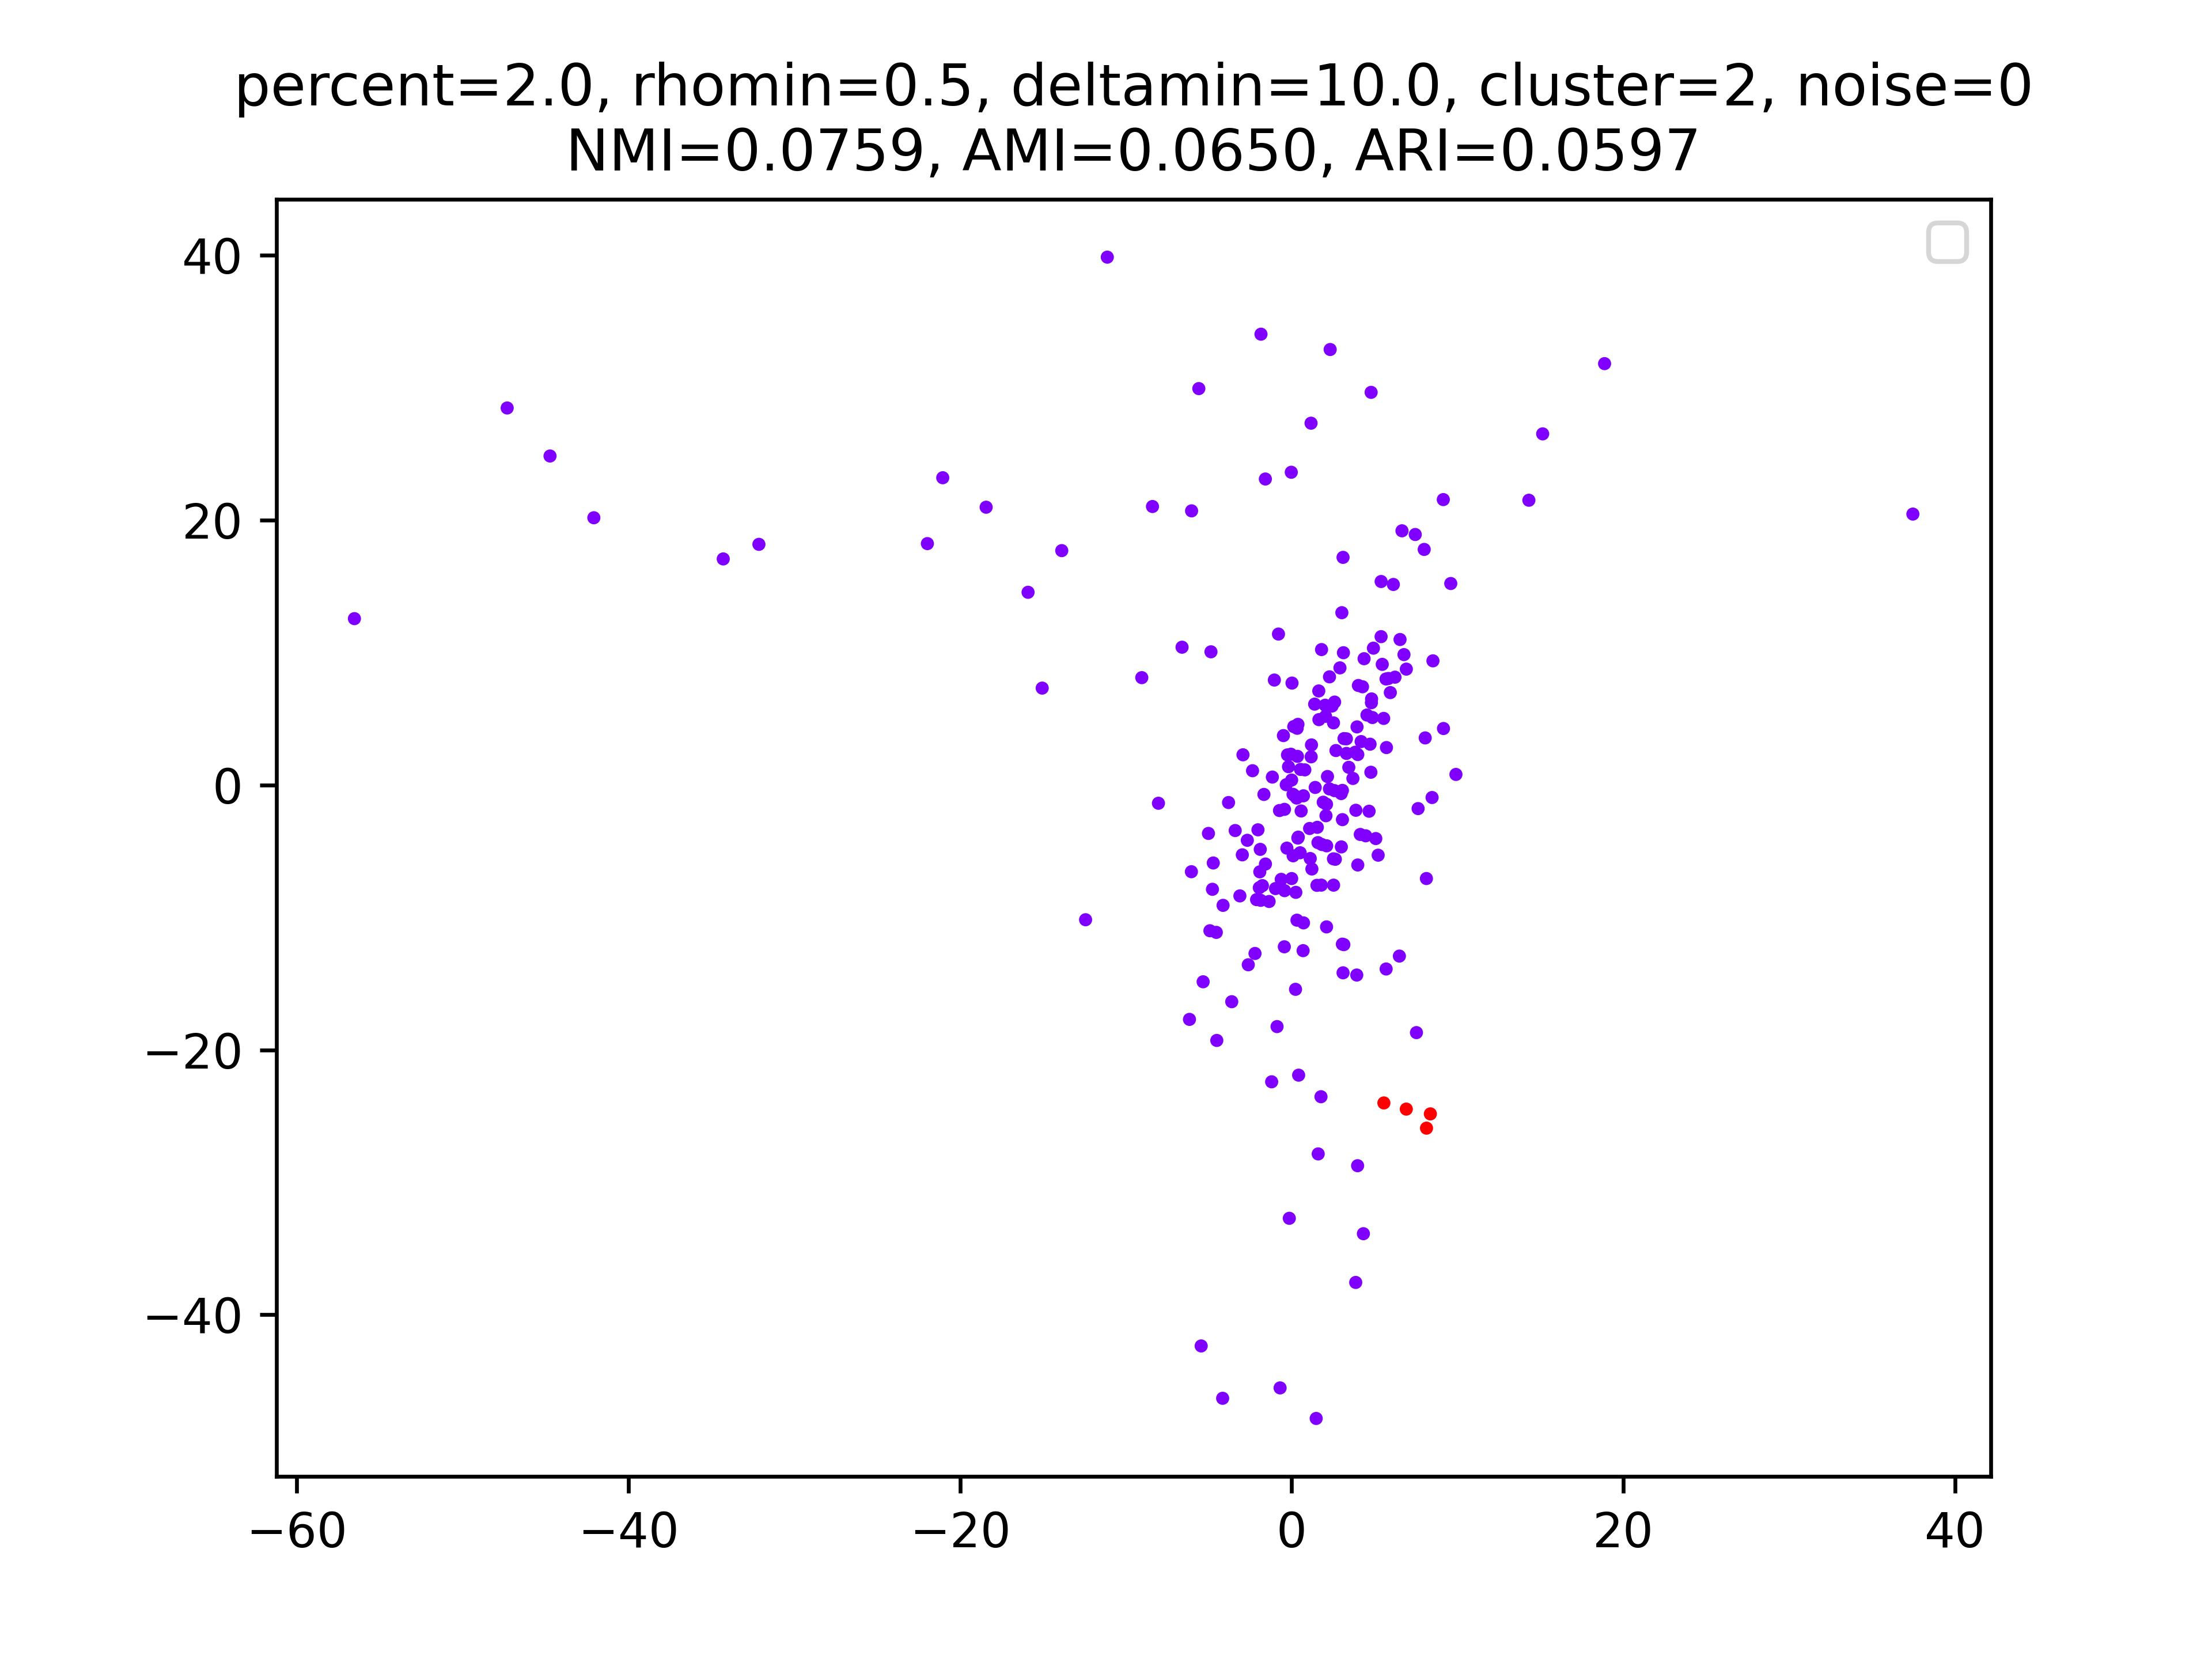 percent=2.0, rhomin=0.5, deltamin=10.0, cluster=2, noise=0
NMI=0.0759, AMI=0.0650, ARI=0.0597
40
20
0
−20
−40
−60 −40 −20 0 20 40